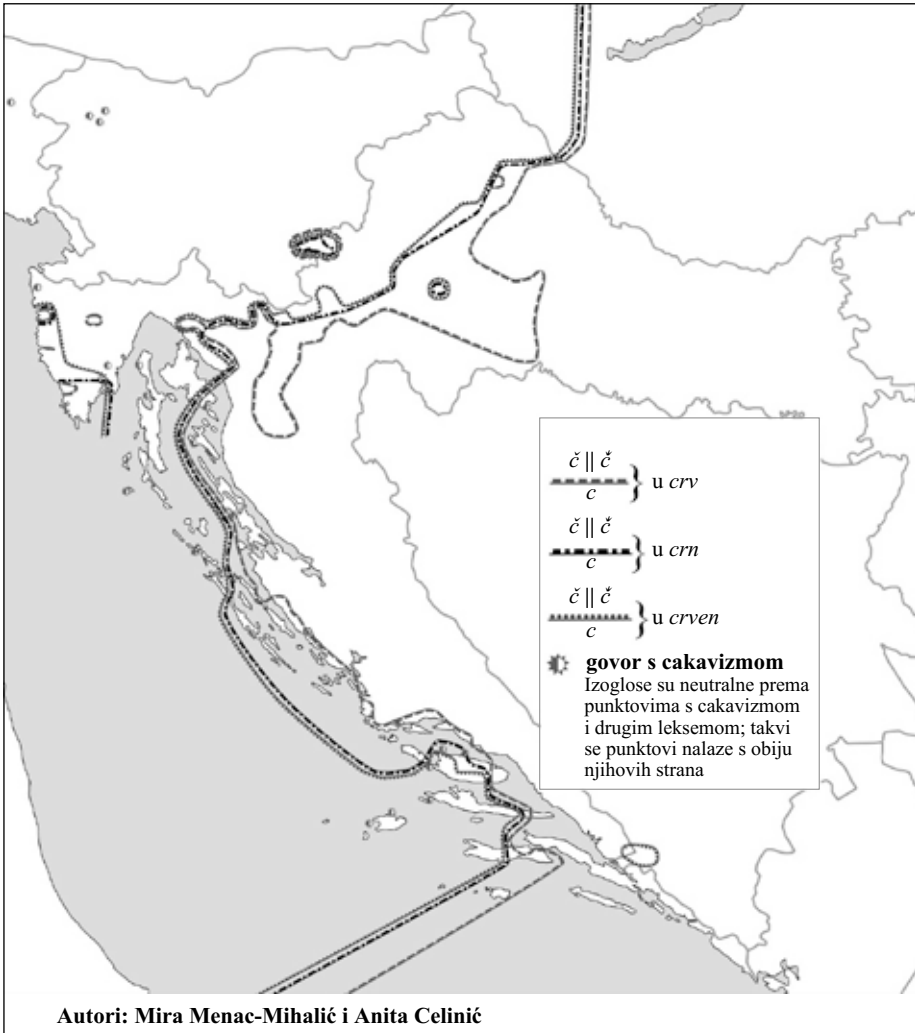 č || č̓
c
u crv
č || č̓
c
u crn
č || č̓
c
u crven
govor s cakavizmom
Izoglose su neutralne prema
punktovima s cakavizmom
i drugim leksemom; takvi
se punktovi nalaze s obiju
njihovih strana
Autori: Mira Menac-Mihalić i Anita Celinić